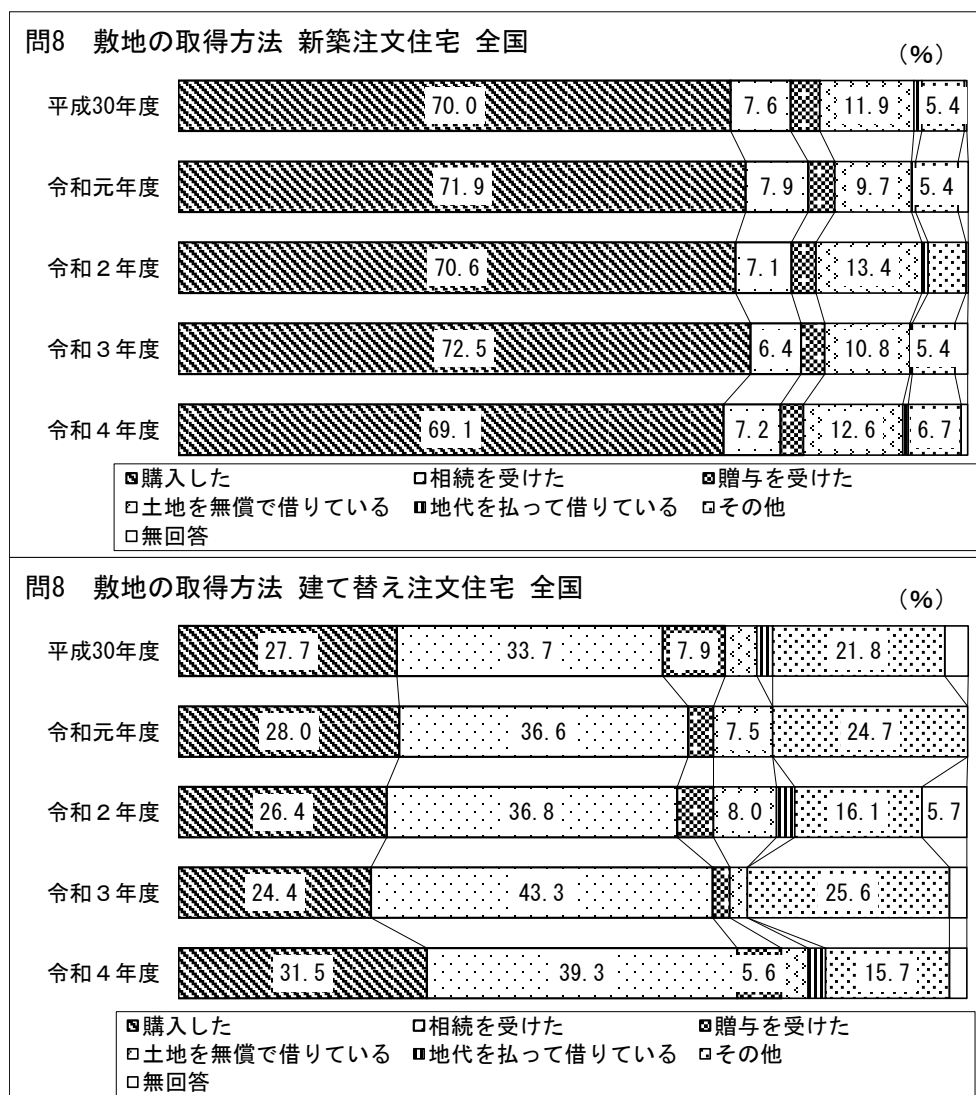 問8　敷地の取得方法 新築注文住宅 全国
（%）
平成30年度 70.0 7.6 11.9 5.4
令和元年度 71.9 7.9 9.7 5.4
令和２年度 70.6 7.1 13.4
令和３年度 72.5 6.4 10.8 5.4
令和４年度 69.1 7.2 12.6 6.7
購入した 相続を受けた 贈与を受けた
土地を無償で借りている 地代を払って借りている その他
無回答
問8　敷地の取得方法 建て替え注文住宅 全国
（%）
平成30年度 27.7 33.7 7.9 21.8
令和元年度 28.0 36.6 7.5 24.7
令和２年度 26.4 36.8 8.0 16.1 5.7
令和３年度 24.4 43.3 25.6
令和４年度 31.5 39.3 5.6 15.7
購入した 相続を受けた 贈与を受けた
土地を無償で借りている 地代を払って借りている その他
無回答